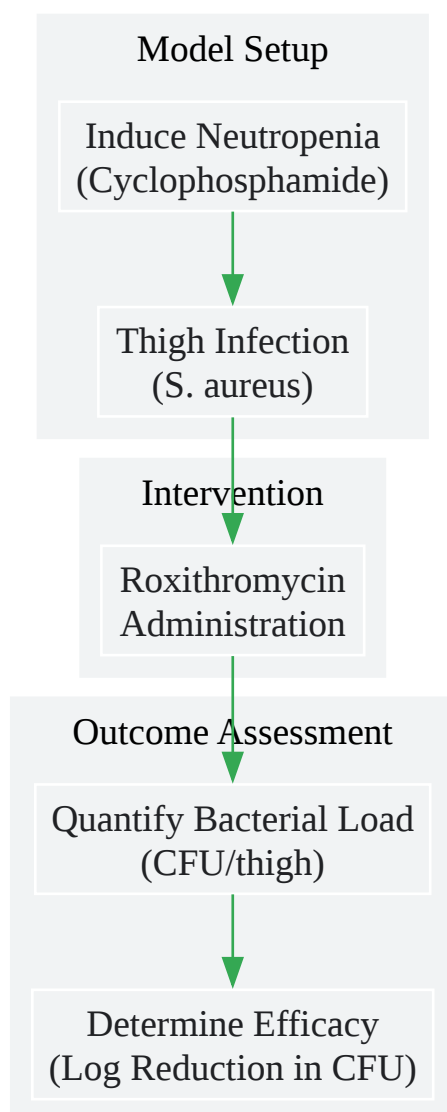 Model Setup
Induce Neutropenia
(Cyclophosphamide)
Thigh Infection
(S. aureus)
Intervention
Roxithromycin
Administration
Outcome Assessment
Quantify Bacterial Load
(CFU/thigh)
Determine Efficacy
(Log Reduction in CFU)